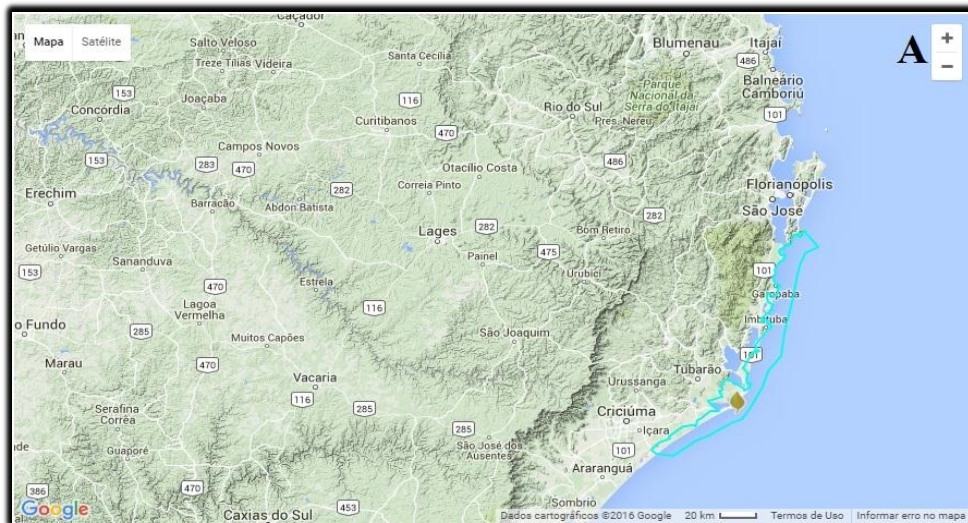 Caçador
Mapa Satélite
A
+
−
Salto Veloso
Santa Cecília
Blumenau
Itajaí
Treze Tílias
Videira
486
Balneário
Camboriú
Parque
Nacional da
Serra do Itajaí
153
Joaçaba
Concórdia
116
Rio do Sul
101
Curitibanos
Pres. Nereu
470
153
283
Campos Novos
470
486
Otacílio Costa
Erechim
282
Correia Pinto
Florianópolis
Barracão
Abdon Batista
São José
282
282
Lages
Bom Retiro
Getúlio Vargas
Painel
475
Sananduva
Urubici
101
153
Estrela
Garopaba
116
Lagoa
Vermelha
Imbituba
o Fundo
285
São Joaquim
Muitos Capões
101
470
Marau
Tubarão
Vacaria
Urussanga
116
285
Serafina
Corrêa
Criciúma
285
Içara
São José dos
Ausentes
Guaporé
101
Araranguá
386
470
453
Sombrio
Google
Caxias do Sul
Dados cartográficos ©2016 Google 20 km Termos de Uso Informar erro no mapa